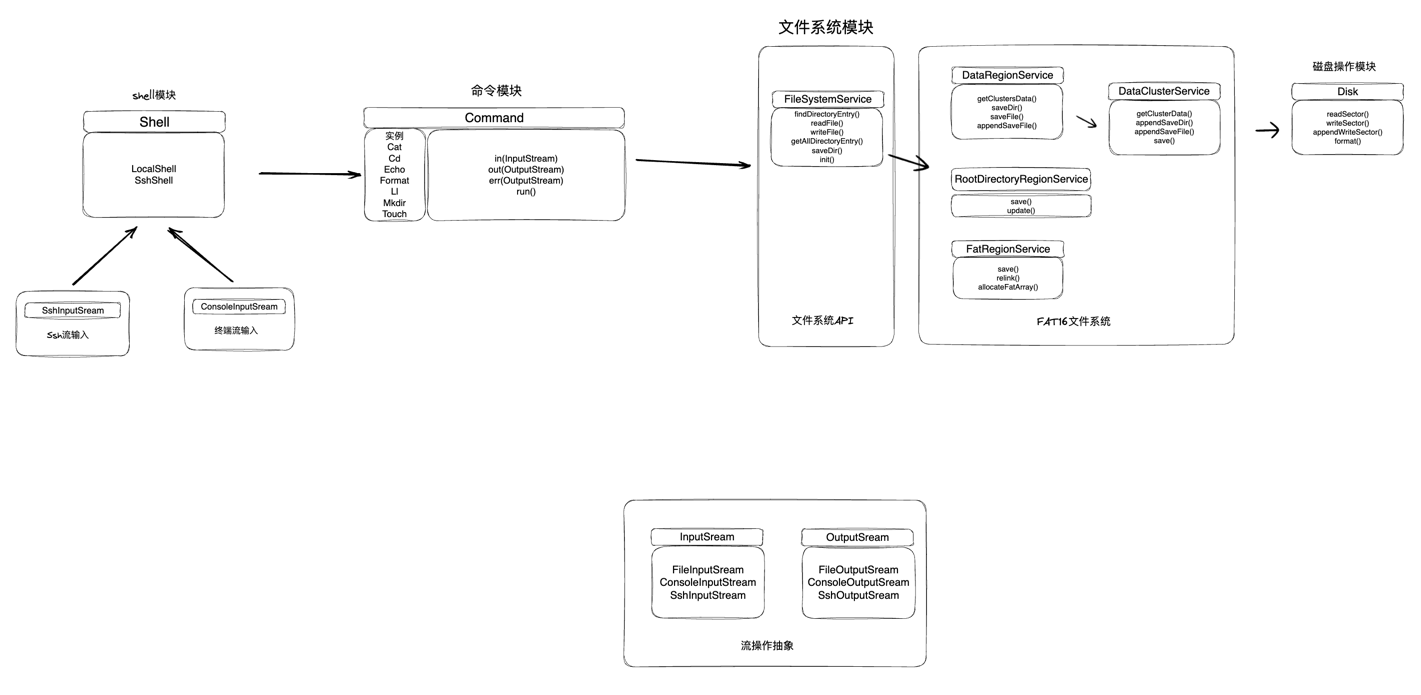 shell模块
Shell
LocalShell
SshShell
SshInputSream
Ssh流输入
ConsoleInputSream
终端流输入
命令模块
Command
实例
Cat
Cd
Echo
Format
Ll
Mkdir
Touch
in(InputStream)
out(OutputStream)
err(OutputStream)
run()
文件系统模块
FileSystemService
findDirectoryEntry()
readFile()
writeFile()
getAllDirectoryEntry()
saveDir()
init()
文件系统API
DataRegionService
getClustersData()
saveDir()
saveFile()
appendSaveFile()
DataClusterService
getClusterData()
appendSaveDir()
appendSaveFile()
save()
RootDirectoryRegionService
save()
update()
FatRegionService
save()
relink()
allocateFatArray()
FAT16文件系统
磁盘操作模块
Disk
readSector()
writeSector()
appendWriteSector()
format()
InputSream
FileInputSream
ConsoleInputStream
SshInputStream
OutputSream
FileOutputSream
ConsoleOutputSream
SshOutputSream
流操作抽象